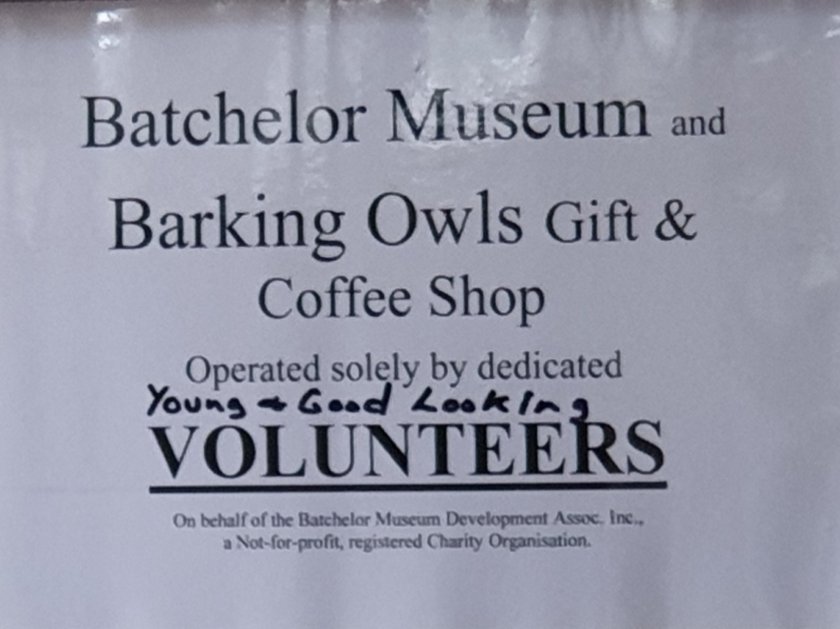 Batchelor Museum and
Barking Owls Gift &
Coffee Shop
Operated solely by dedicated
Young + Good Looking
VOLUNTEERS
On behalf of the Batchelor Museum Development Assoc. Inc.,
a Not-for-profit, registered Charity Organisation.